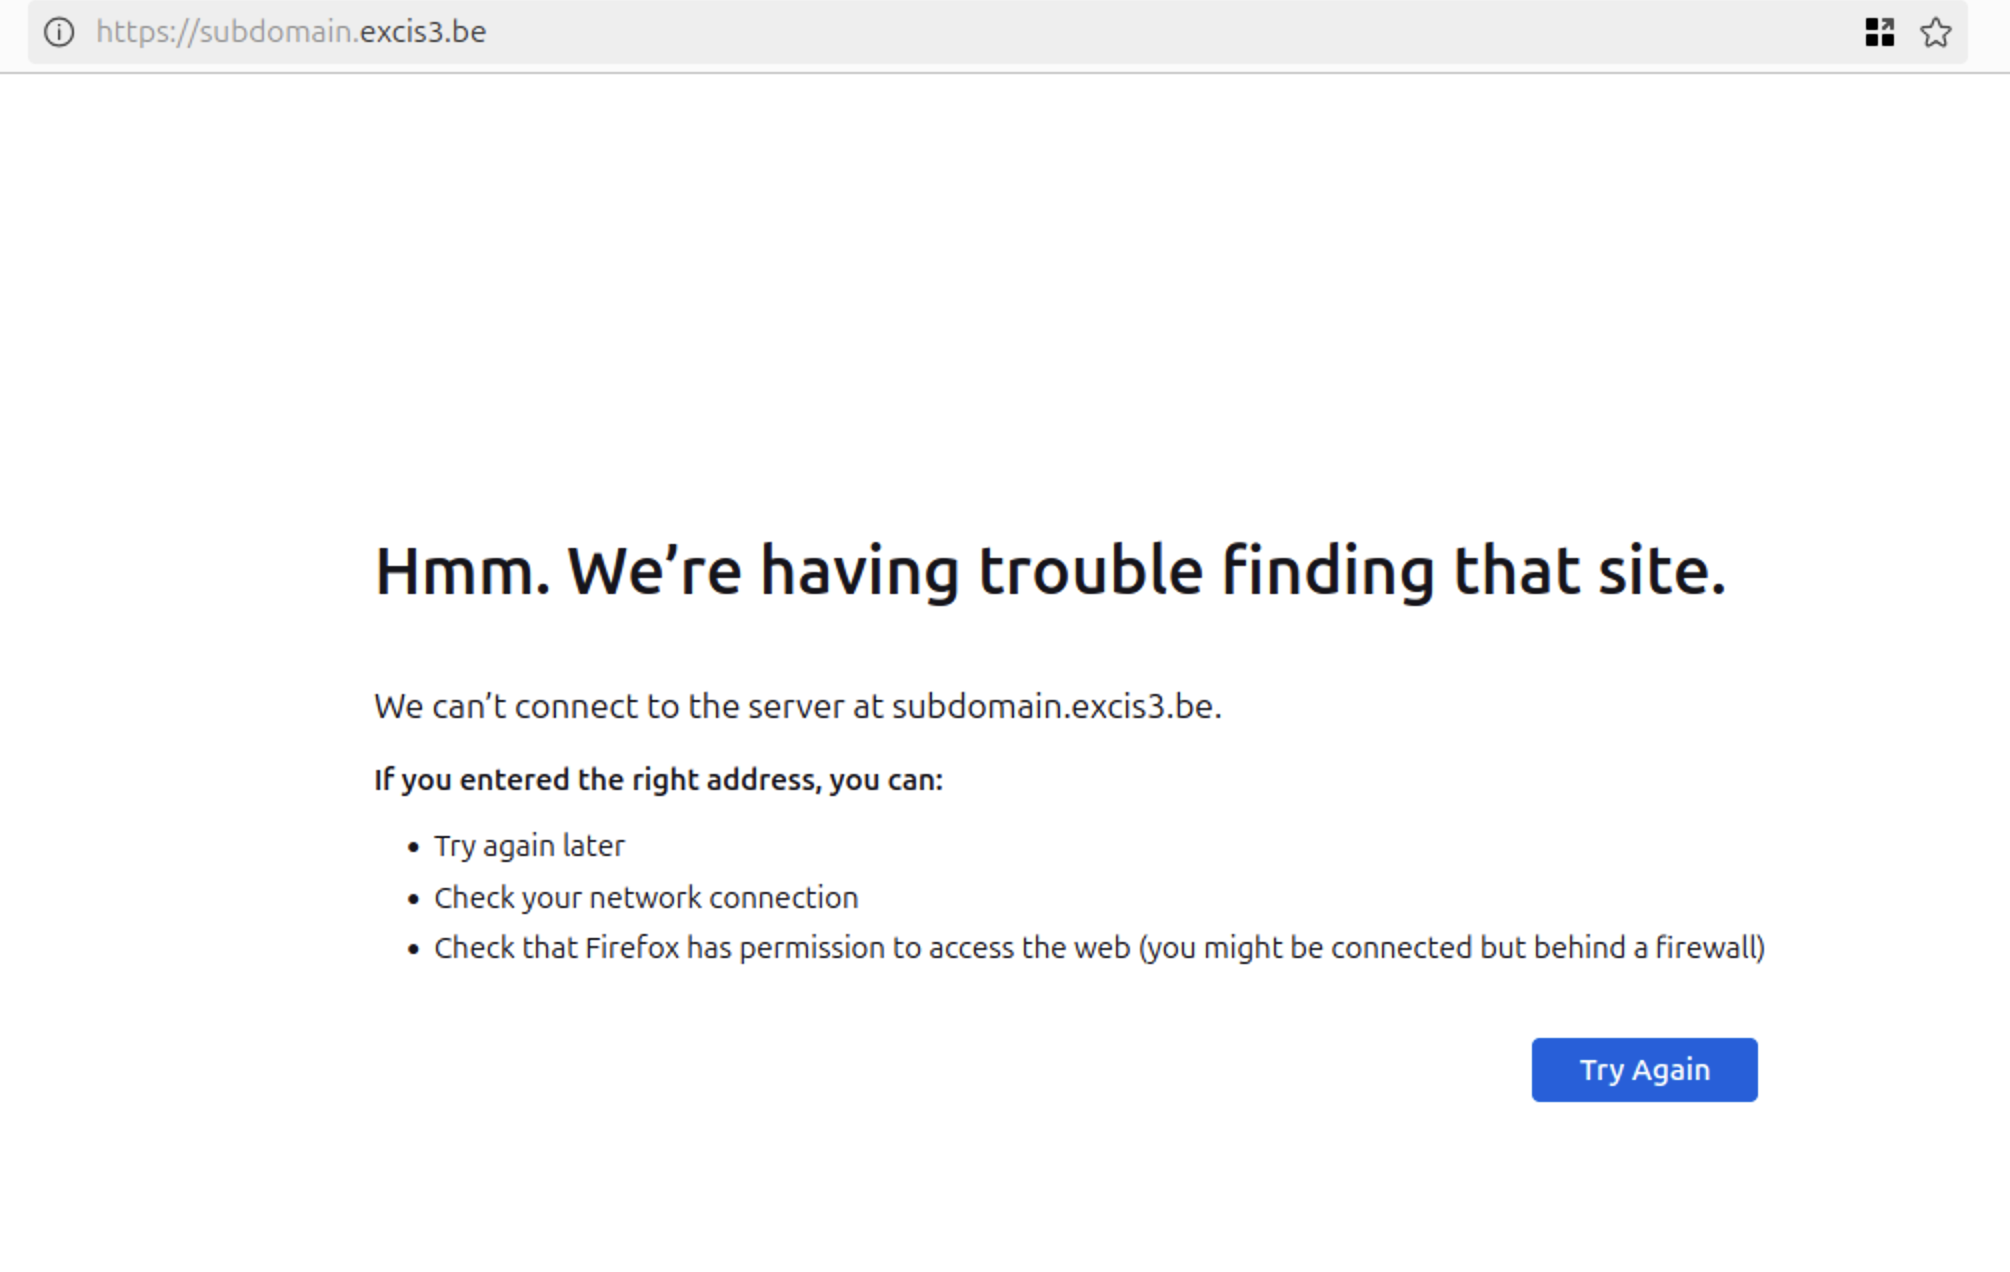 https://subdomain.excis3.be
Hmm. We’re having trouble finding that site.
We can’t connect to the server at subdomain.excis3.be.
If you entered the right address, you can:
• Try again later
• Check your network connection
• Check that Firefox has permission to access the web (you might be connected but behind a firewall)
Try Again